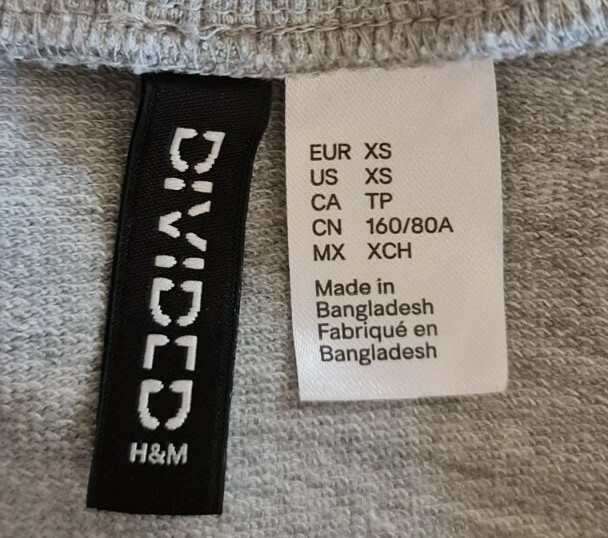 DIVIDED
H&M
EUR XS
US XS
CA TP
CN 160/80A
MX XCH
Made in
Bangladesh
Fabriqué en
Bangladesh